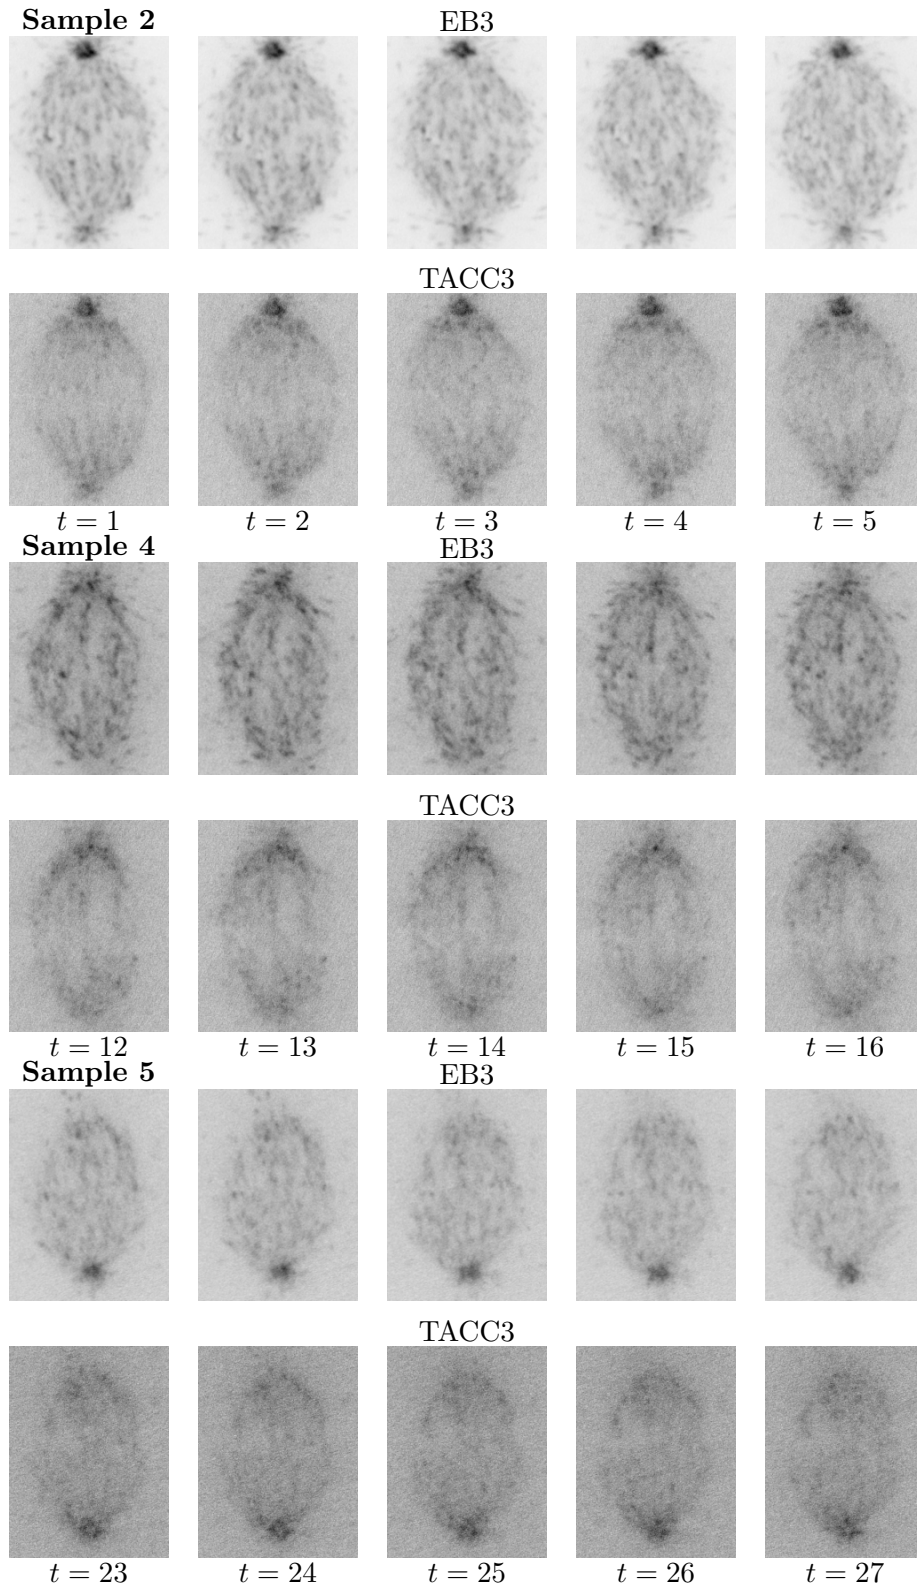 Sample 2 EB3
TACC3
t = 1 t = 2 t = 3 t = 4 t = 5
Sample 4 EB3
TACC3
t = 12 t = 13 t = 14 t = 15 t = 16
Sample 5 EB3
TACC3
t = 23 t = 24 t = 25 t = 26 t = 27